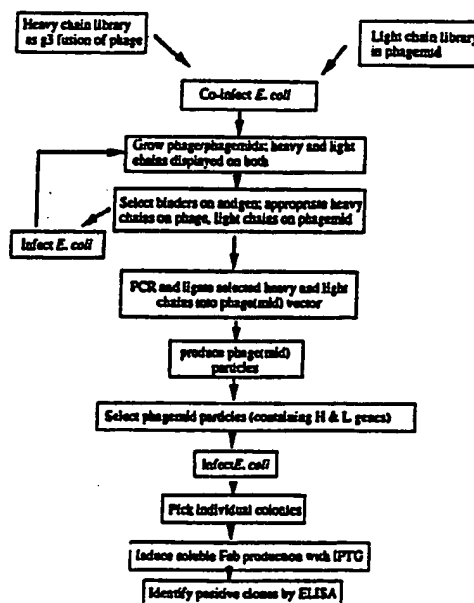 Heavy chain library
as g3 fusion of phage
Light chain library
in phagemid
Co-infect E. coli
Grow phage/phagemids; heavy and light
chains displayed on both
Select binders on antigen; appropriate heavy
chains on phage, light chains on phagemid
Infect E. coli
PCR and ligate selected heavy and light
chains into phage(mid) vector
produce phage(mid)
particles
Select phagemid particles (containing H & L genes)
Infect E. coli
Pick individual colonies
Induce soluble Fab production with IPTG
Identify positive clones by ELISA